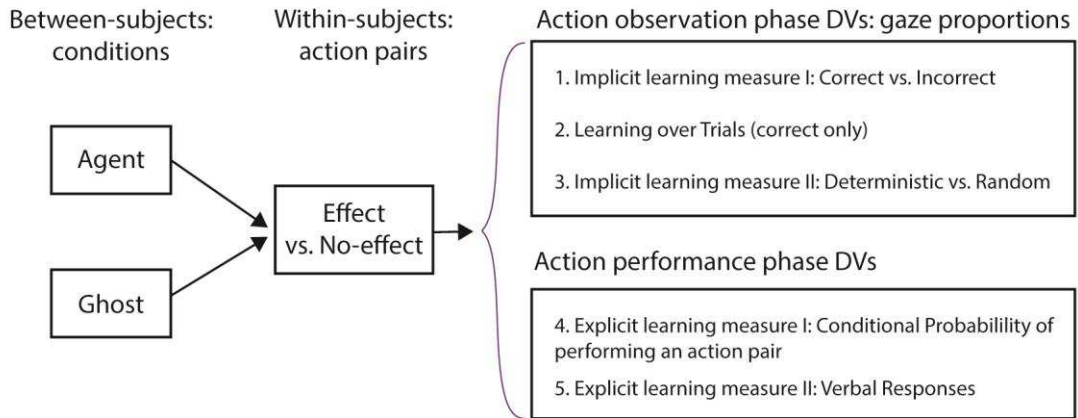 Between-subjects:
conditions
Within-subjects:
action pairs
Agent
Ghost
Effect
vs. No-effect
Action observation phase DVs: gaze proportions
1. Implicit learning measure I: Correct vs. Incorrect
2. Learning over Trials (correct only)
3. Implicit learning measure II: Deterministic vs. Random
Action performance phase DVs
4. Explicit learning measure I: Conditional Probabilility of
performing an action pair
5. Explicit learning measure II: Verbal Responses